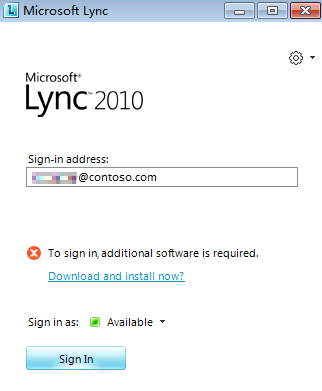 Microsoft Lync
Microsoft®
Lync™ 2010
Sign-in address:
@contoso.com
To sign in, additional software is required.
Download and install now?
Sign in as: Available
Sign In